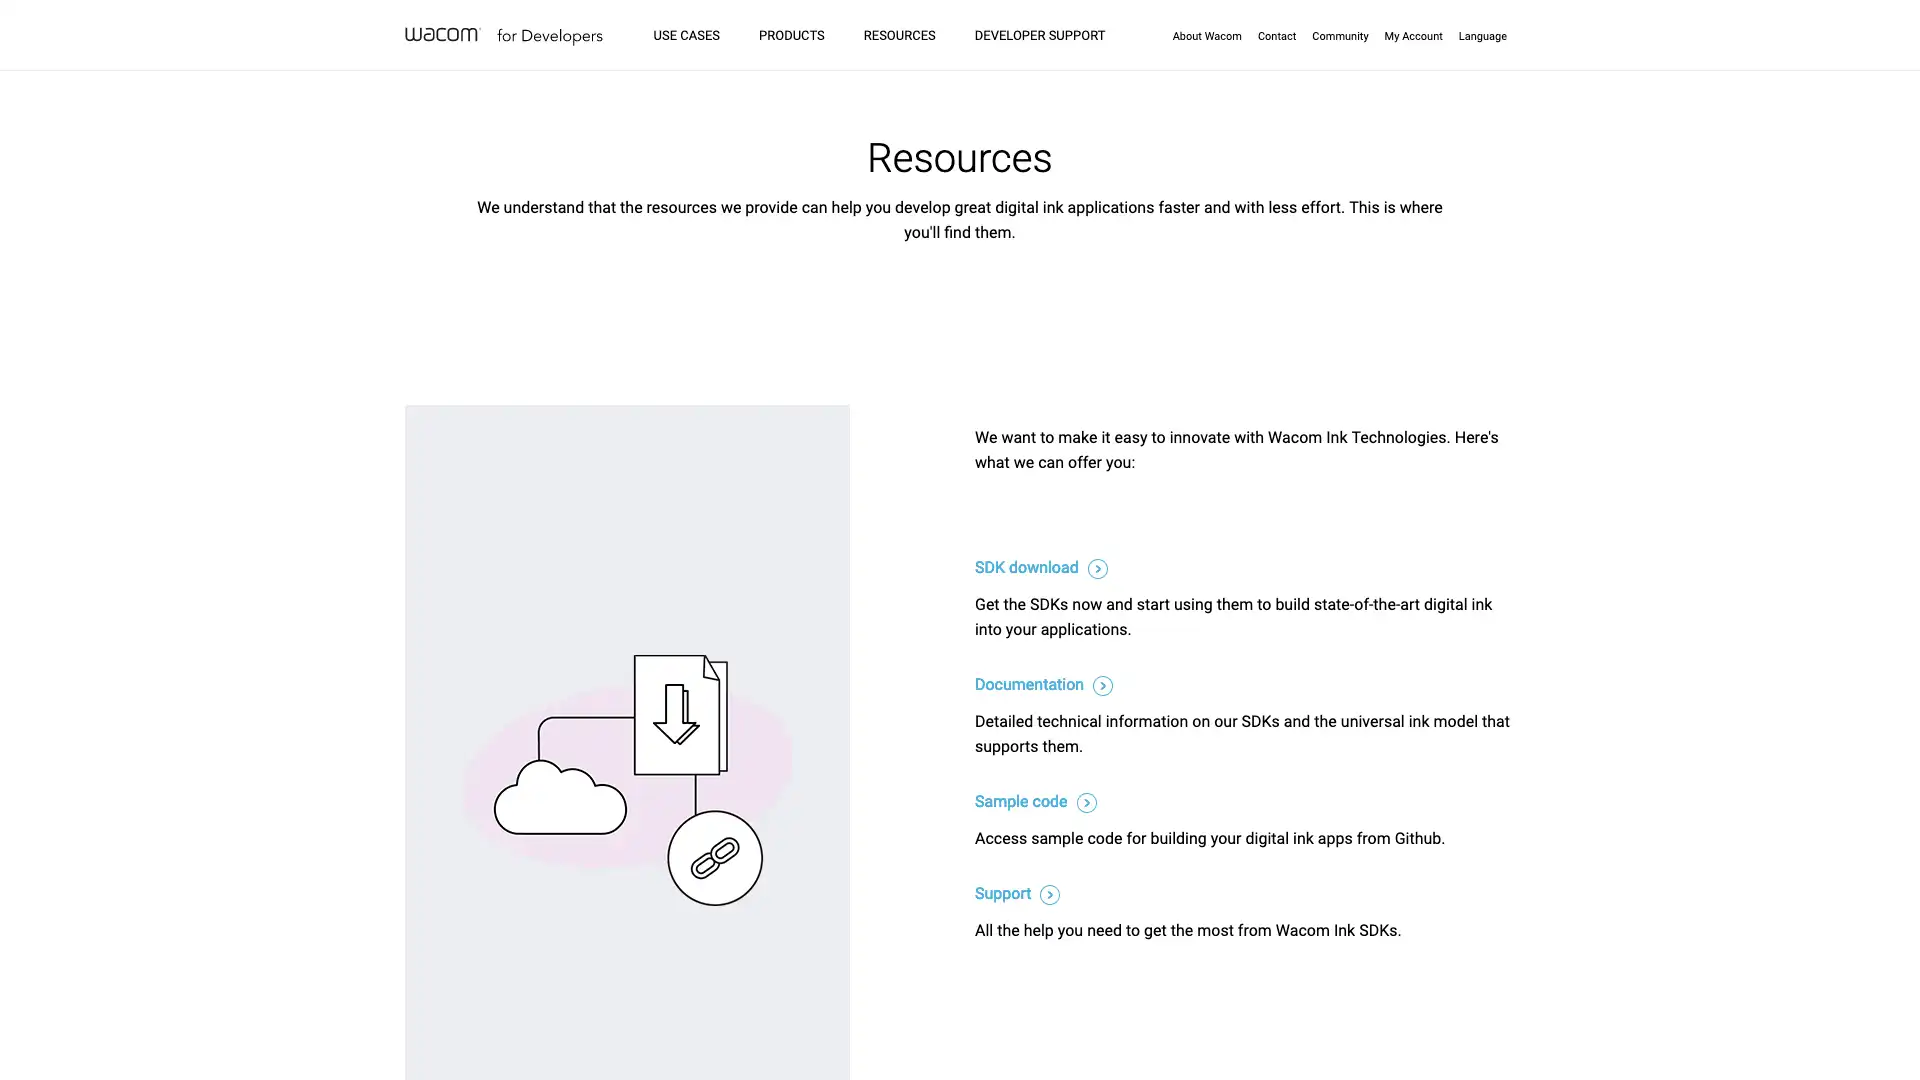 wacom for Developers USE CASES PRODUCTS RESOURCES DEVELOPER SUPPORT About Wacom Contact Community My Account Language
Resources
We understand that the resources we provide can help you develop great digital ink applications faster and with less effort. This is where
you'll find them.
We want to make it easy to innovate with Wacom Ink Technologies. Here's
what we can offer you:
SDK download
Get the SDKs now and start using them to build state-of-the-art digital ink
into your applications.
Documentation
Detailed technical information on our SDKs and the universal ink model that
supports them.
Sample code
Access sample code for building your digital ink apps from Github.
Support
All the help you need to get the most from Wacom Ink SDKs.